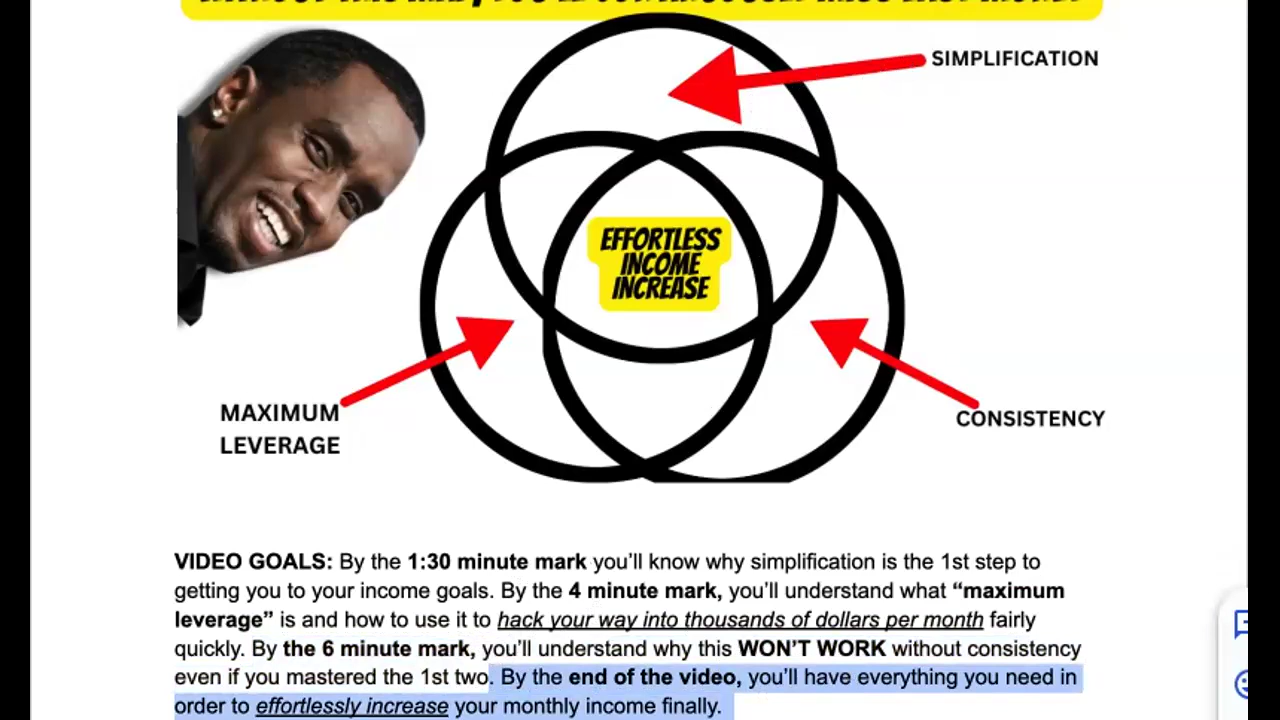 SIMPLIFICATION
EFFORTLESS
INCOME
INCREASE
MAXIMUM
LEVERAGE
CONSISTENCY
VIDEO GOALS: By the 1:30 minute mark you'll know why simplification is the 1st step to
getting you to your income goals. By the 4 minute mark, you'll understand what “maximum
leverage” is and how to use it to hack your way into thousands of dollars per month fairly
quickly. By the 6 minute mark, you'll understand why this WON'T WORK without consistency
even if you mastered the 1st two. By the end of the video, you'll have everything you need in
order to effortlessly increase your monthly income finally.